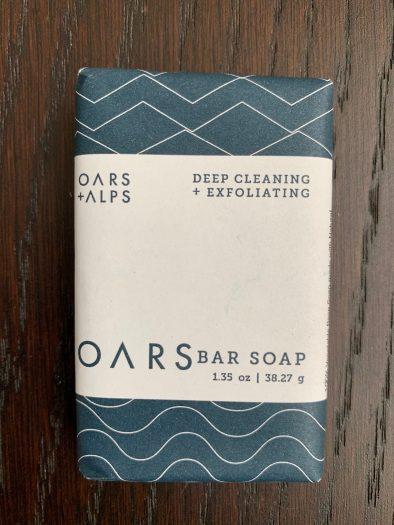 OARS
+ALPS
DEEP CLEANING
+ EXFOLIATING
OARS BAR SOAP
1.35 oz | 38.27 g